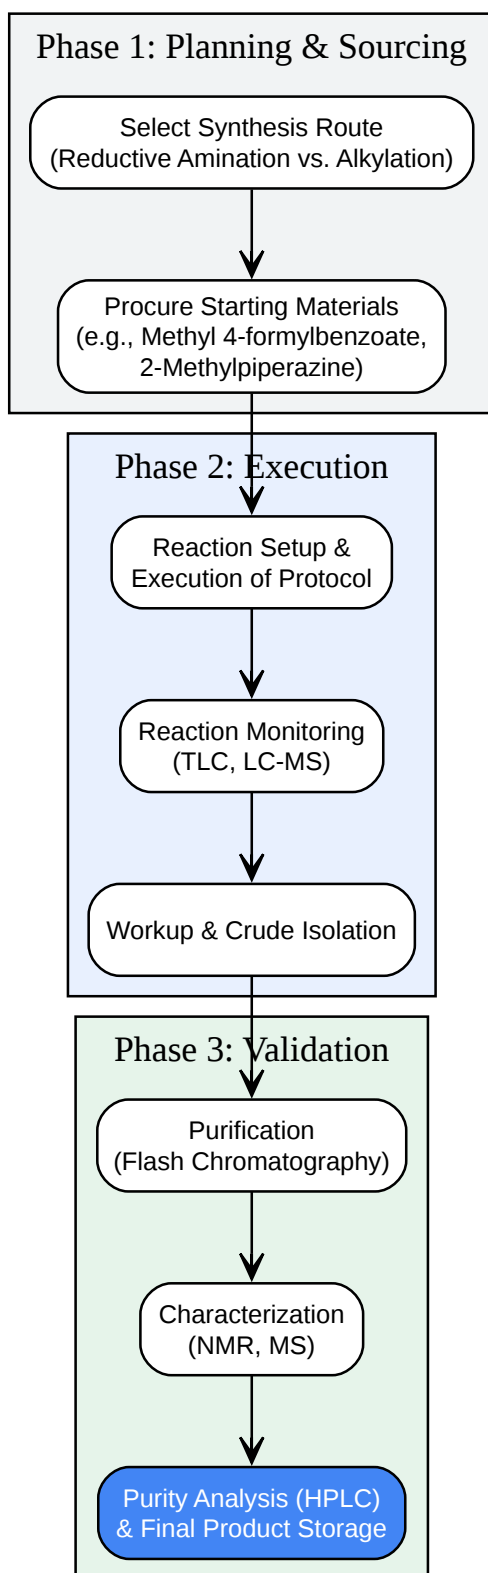 Phase 1: Planning & Sourcing
Select Synthesis Route
(Reductive Amination vs. Alkylation)
Procure Starting Materials
(e.g., Methyl 4-formylbenzoate,
2-Methylpiperazine)
Phase 2: Execution
Reaction Setup &
Execution of Protocol
Reaction Monitoring
(TLC, LC-MS)
Workup & Crude Isolation
Phase 3: Validation
Purification
(Flash Chromatography)
Characterization
(NMR, MS)
Purity Analysis (HPLC)
& Final Product Storage